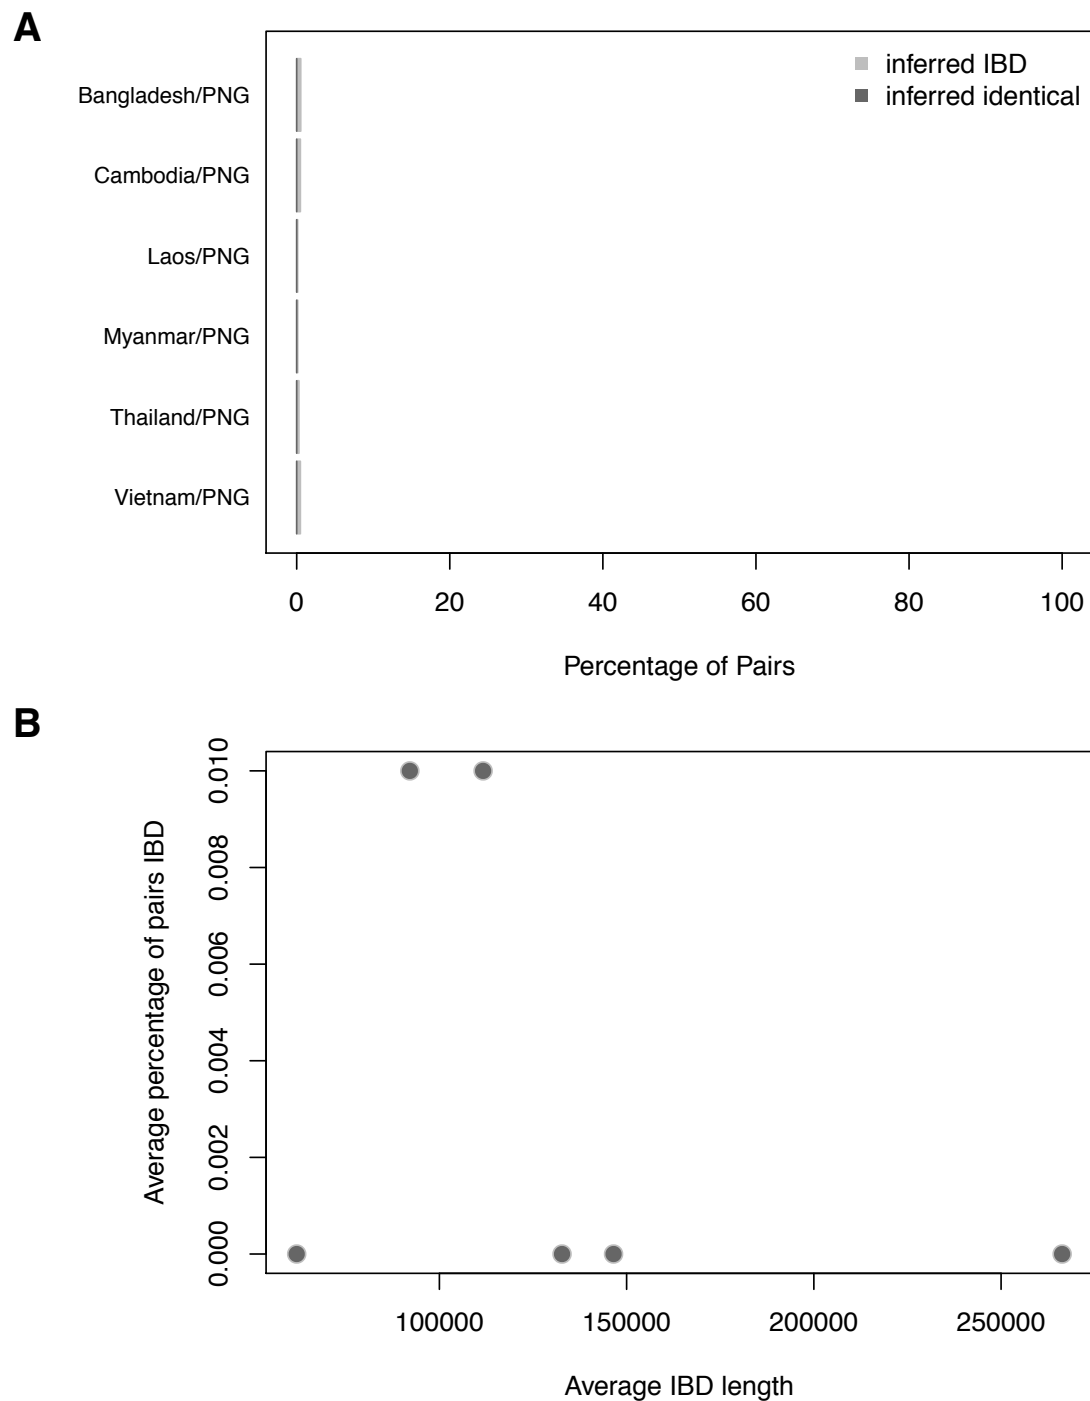 A
inferred IBD
inferred identical
Bangladesh/PNG
Cambodia/PNG
Laos/PNG
Myanmar/PNG
Thailand/PNG
Vietnam/PNG
0 20 40 60 80 100
Percentage of Pairs
B
Average percentage of pairs IBD
0.010
0.008
0.006
0.004
0.002
0.000
100000 150000 200000 250000
Average IBD length